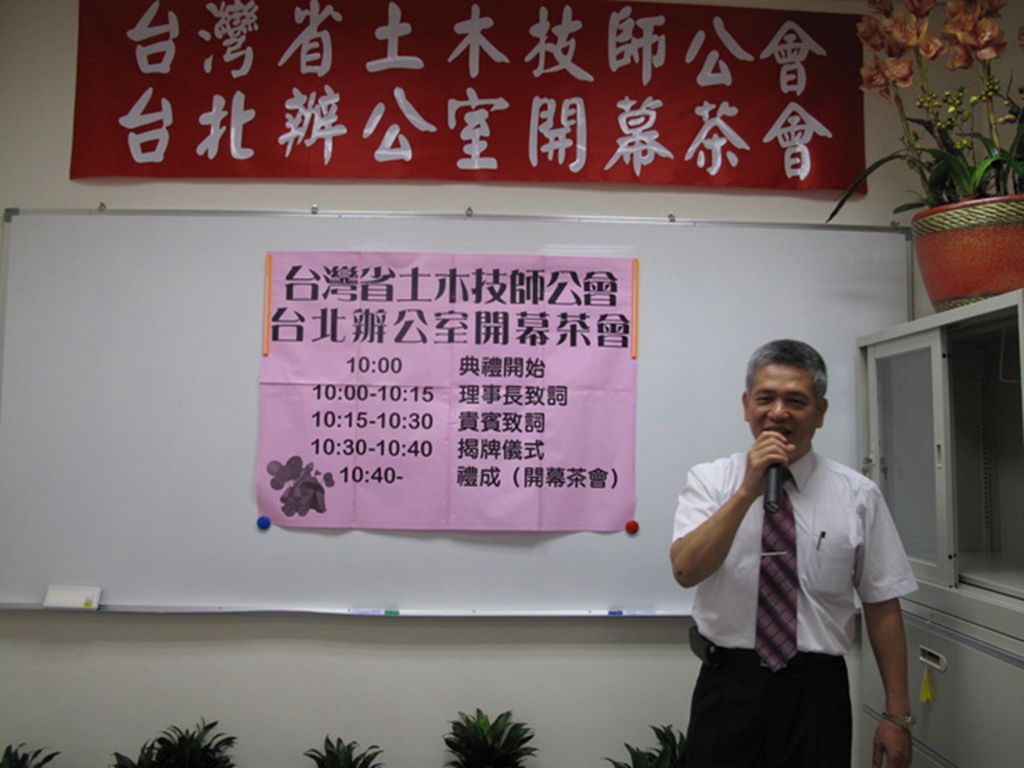 台灣省土木技師公會
台北辦公室開幕茶會
台灣省土木技師公會
台北辦公室開幕茶會
10:00 典禮開始
10:00-10:15 理事長致詞
10:15-10:30 貴賓致詞
10:30-10:40 揭牌儀式
10:40- 禮成（開幕茶會）